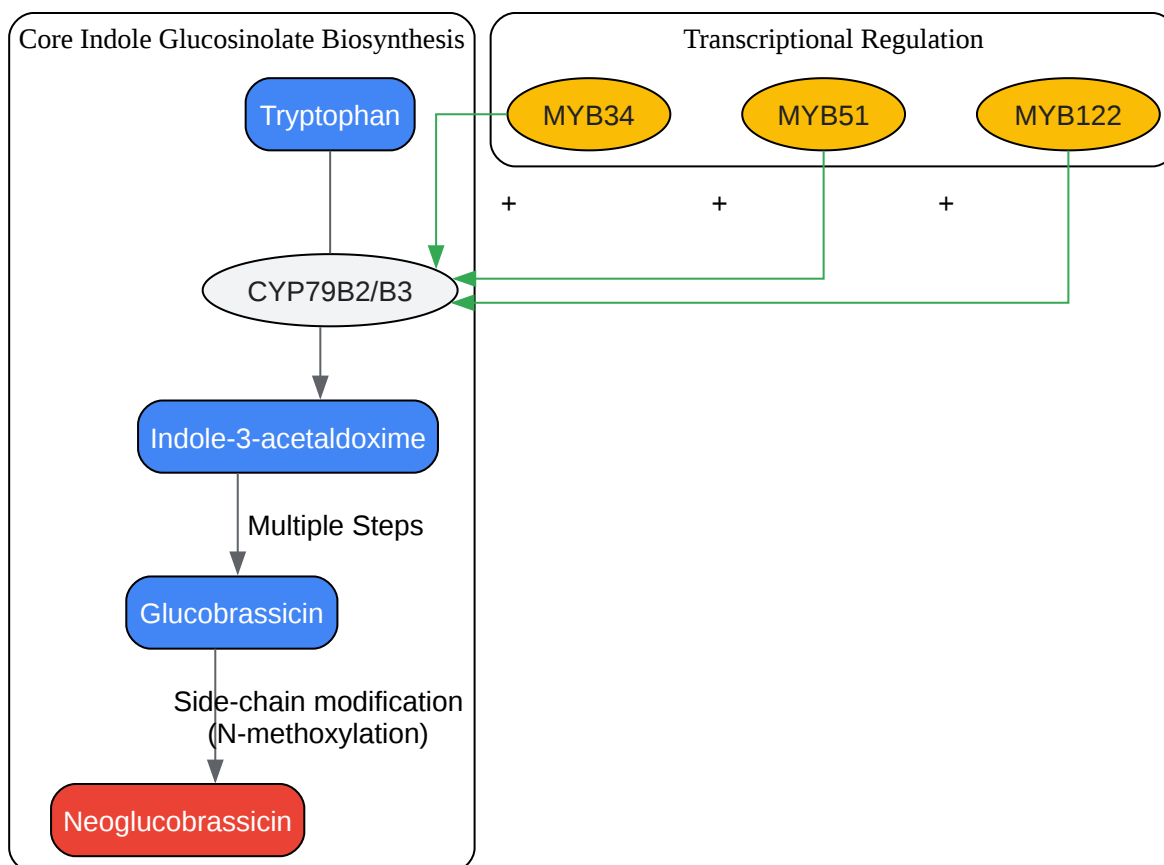 Core Indole Glucosinolate Biosynthesis
Transcriptional Regulation
Tryptophan
MYB34
MYB51
MYB122
+
+
+
CYP79B2/B3
Indole-3-acetaldoxime
Multiple Steps
Glucobrassicin
Side-chain modification
(N-methoxylation)
Neoglucobrassicin